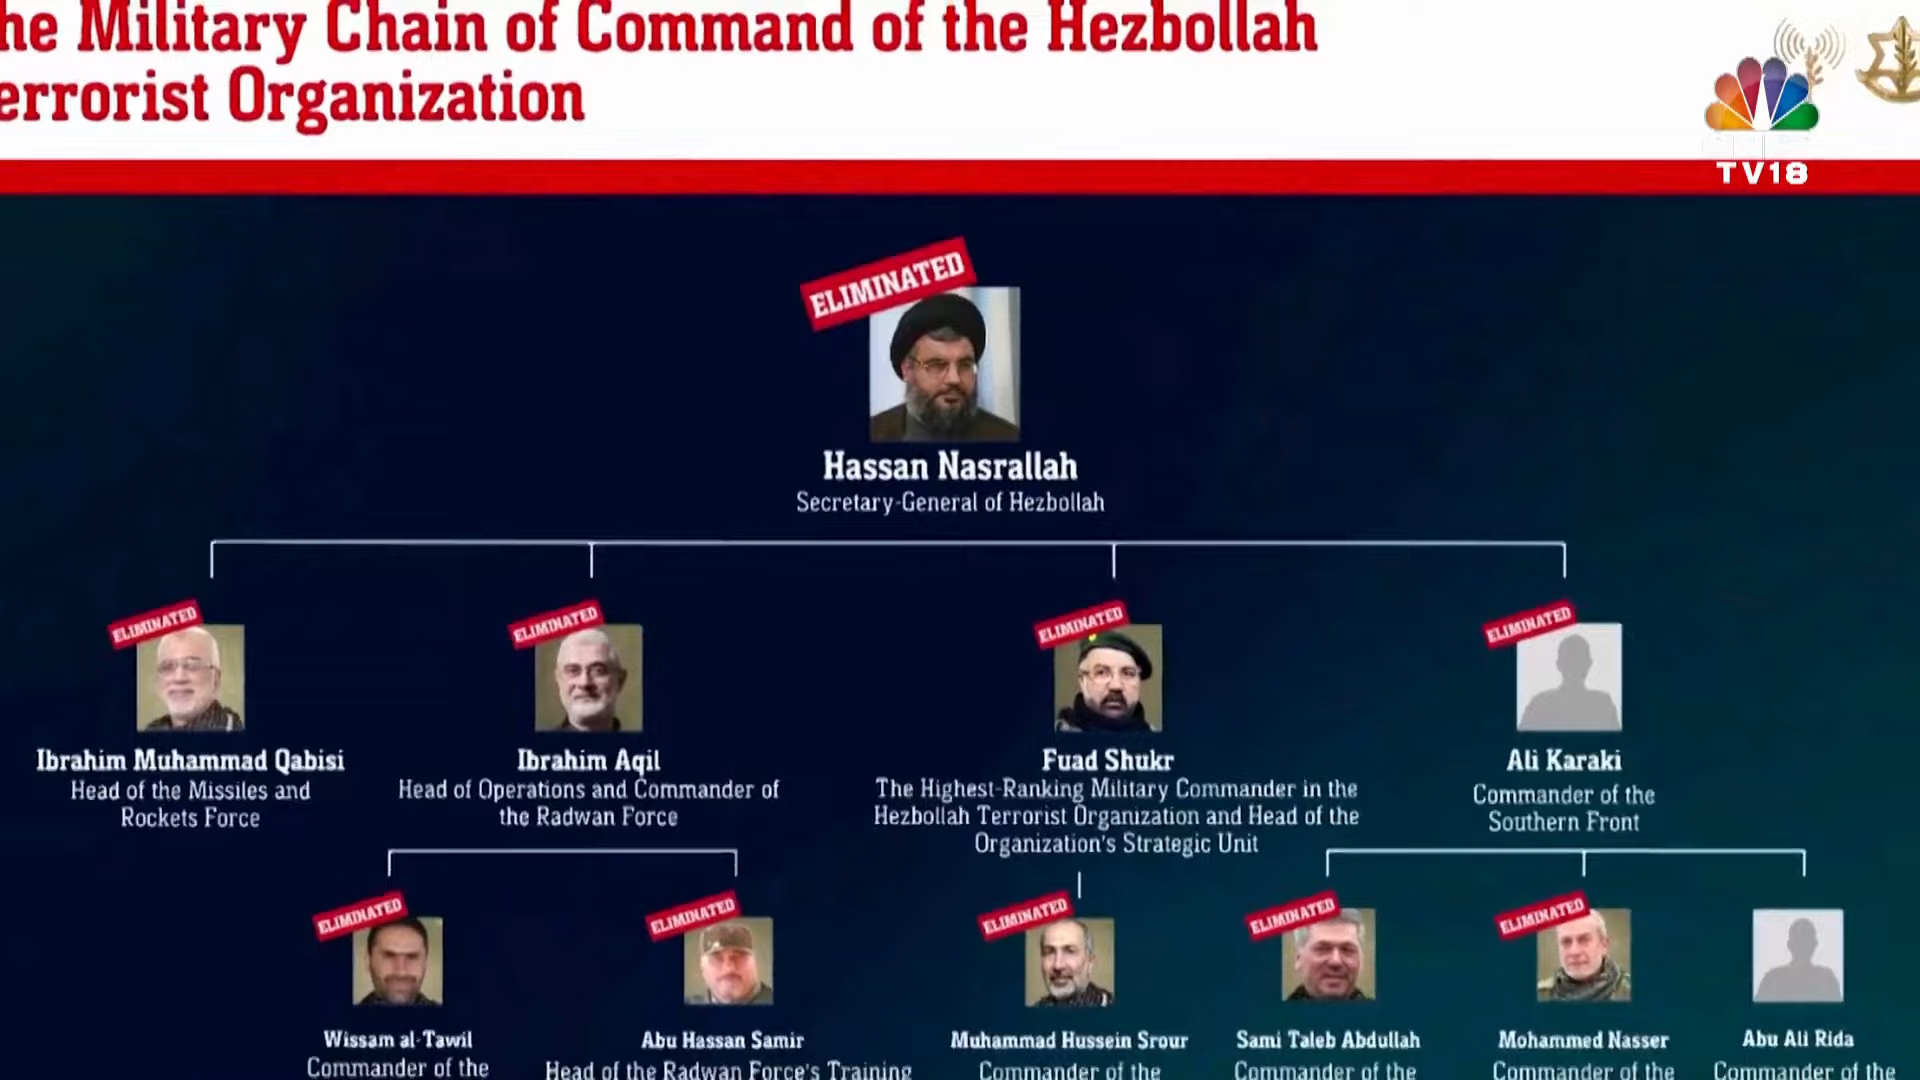 he Military Chain of Command of the Hezbollah
errorist Organization
TV18
ELIMINATED
Hassan Nasrallah
Secretary-General of Hezbollah
ELIMINATED
Ibrahim Muhammad Qabisi
Head of the Missiles and
Rockets Force
ELIMINATED
Ibrahim Aqil
Head of Operations and Commander of
the Radwan Force
ELIMINATED
Fuad Shukr
The Highest-Ranking Military Commander in the
Hezbollah Terrorist Organization and Head of the
Organization's Strategic Unit
ELIMINATED
Ali Karaki
Commander of the
Southern Front
ELIMINATED
Wissam al-Tawil
Commander of the
ELIMINATED
Abu Hassan Samir
Head of the Radwan Force's Training
ELIMINATED
Muhammad Hussein Srour
Commander of the
ELIMINATED
Sami Taleb Abdullah
Commander of the
ELIMINATED
Mohammed Nasser
Commander of the
Abu Ali Rida
Commander of the